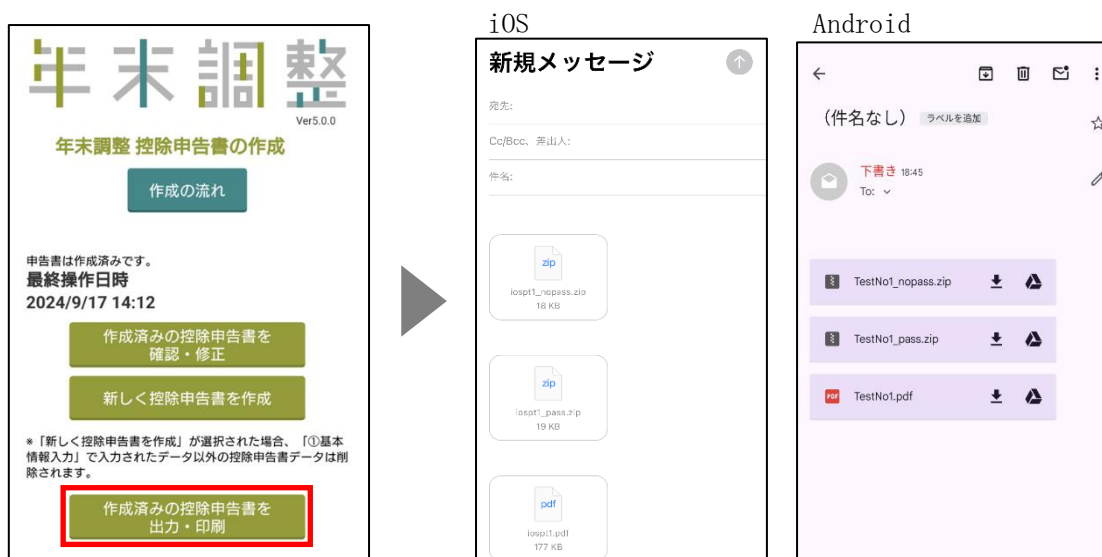 年末調整
Ver5.0.0
年末調整 控除申告書の作成
作成の流れ
申告書は作成済みです。
最終操作日時
2024/9/17 14:12
作成済みの控除申告書を
確認・修正
新しく控除申告書を作成
*「新しく控除申告書を作成」が選択された場合、「①基本
情報入力」で入力されたデータ以外の控除申告書データは削
除されます。
作成済みの控除申告書を
出力・印刷
iOS
新規メッセージ
宛先:
Cc/Bcc、差出人:
件名:
zip
iospt1_nopass.zip
18 KB
zip
iospt1_pass.zip
19 KB
pdf
iospt1.pdf
177 KB
Android
(件名なし) ラベルを追加
下書き 18:45
To:
TestNo1_nopass.zip
TestNo1_pass.zip
PDF TestNo1.pdf